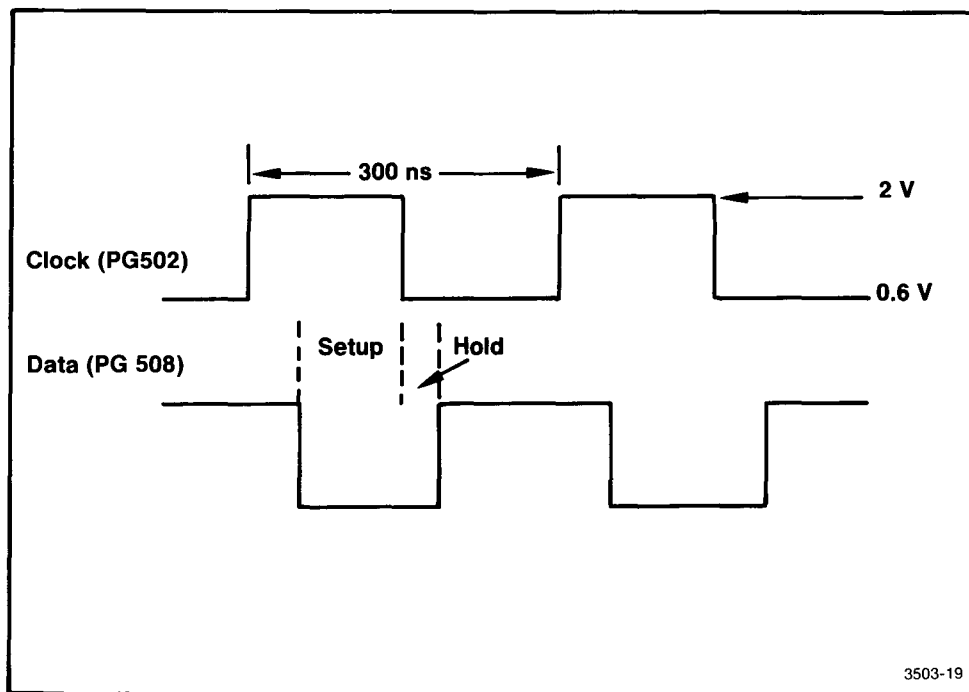 300 ns
2 V
Clock (PG502)
0.6 V
Setup
Hold
Data (PG 508)
3503-19